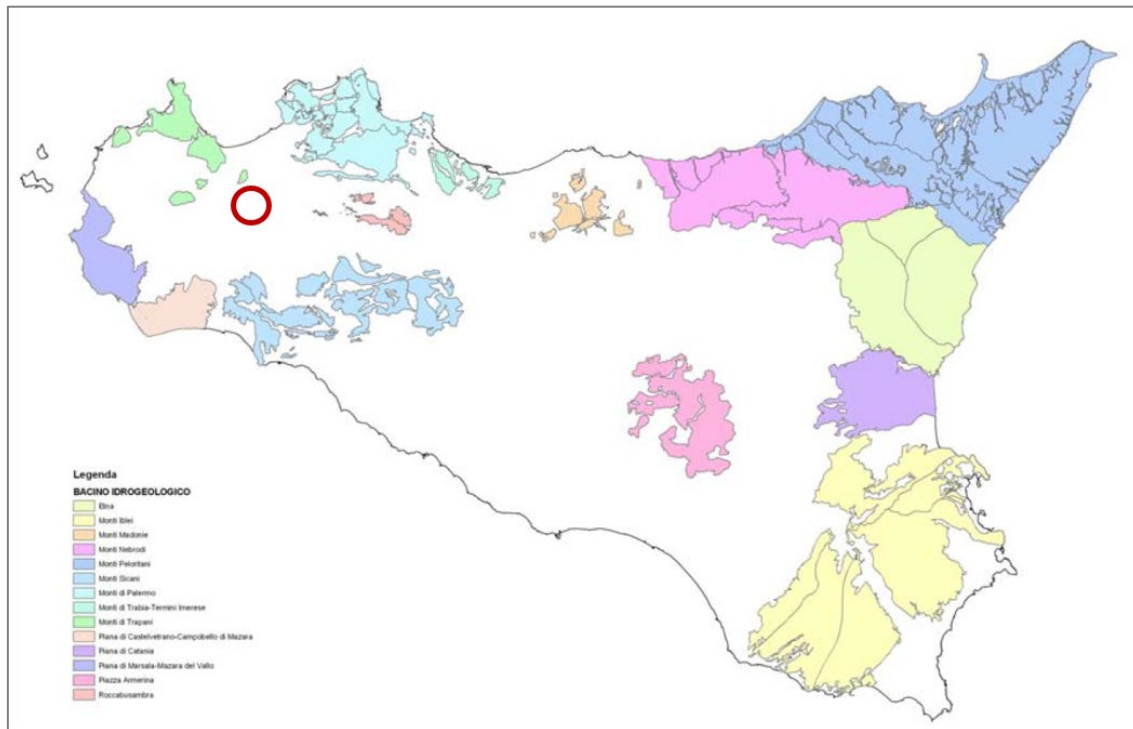 Legenda
BACINO IDROGEOLOGICO
Etna
Monti Iblei
Monti Madonie
Monti Nebrodi
Monti Peloritani
Monti Sicani
Monti di Palermo
Monti di Trabia-Termini Imerese
Monti di Trapani
Piana di Castelvetrano-Campobello di Mazara
Piana di Catania
Piana di Marsala-Mazara del Vallo
Piazza Armerina
Roccabusambra